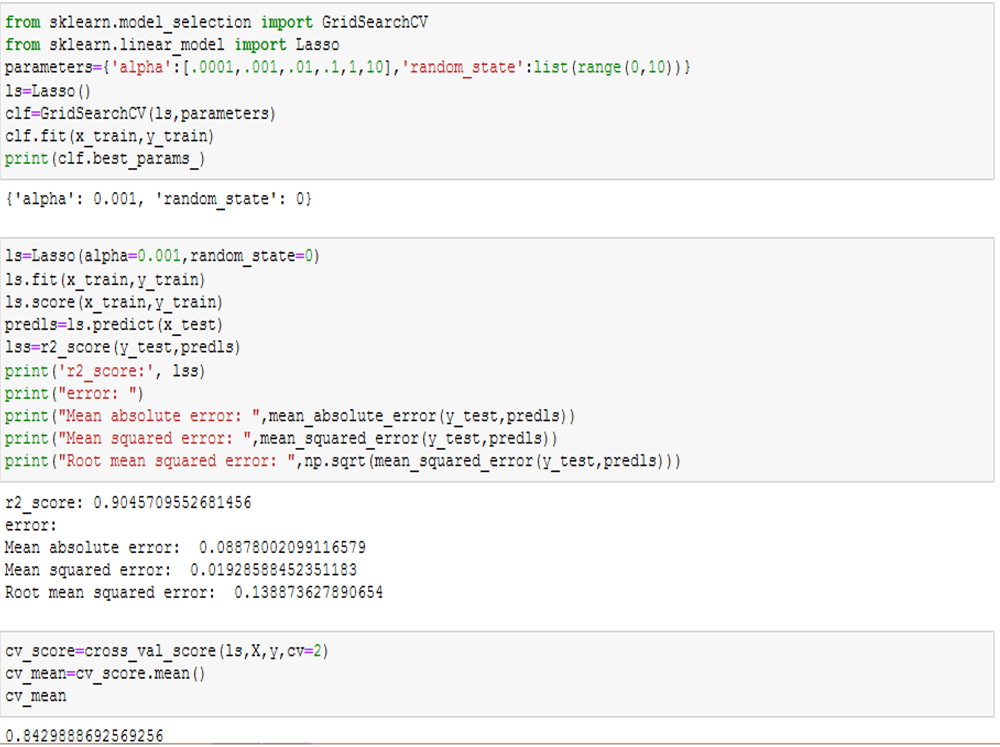 from sklearn.model_selection import GridSearchCV
from sklearn.linear_model import Lasso
parameters={'alpha':[.0001,.001,.01,.1,1,10],'random_state':list(range(0,10))}
ls=Lasso()
clf=GridSearchCV(ls,parameters)
clf.fit(x_train,y_train)
print(clf.best_params_)
{'alpha': 0.001, 'random_state': 0}
ls=Lasso(alpha=0.001,random_state=0)
ls.fit(x_train,y_train)
ls.score(x_train,y_train)
predls=ls.predict(x_test)
lss=r2_score(y_test,predls)
print('r2_score:', lss)
print("error: ")
print("Mean absolute error: ",mean_absolute_error(y_test,predls))
print("Mean squared error: ",mean_squared_error(y_test,predls))
print("Root mean squared error: ",np.sqrt(mean_squared_error(y_test,predls)))
r2_score: 0.9045709552681456
error:
Mean absolute error:  0.08878002099116579
Mean squared error:  0.01928588452351183
Root mean squared error:  0.138873627890654
cv_score=cross_val_score(ls,X,y,cv=2)
cv_mean=cv_score.mean()
cv_mean
0.8429888692569256